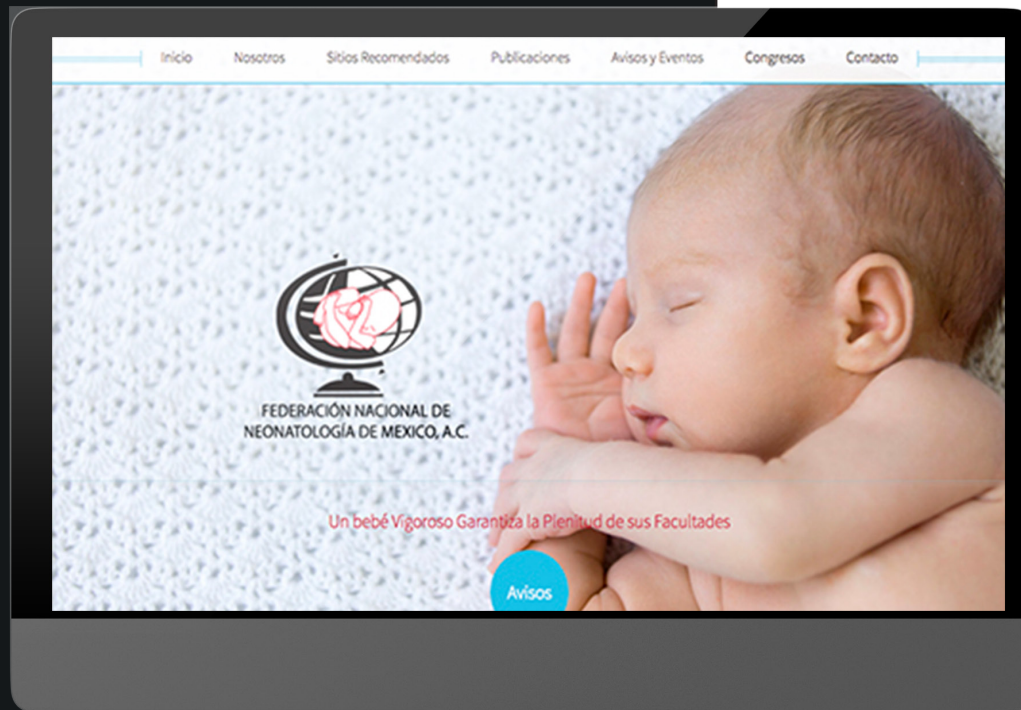 Inicio Nosotros Sitios Recomendados Publicaciones Avisos y Eventos Congresos Contacto
FEDERACIÓN NACIONAL DE
NEONATOLOGÍA DE MEXICO, A.C.
Un bebé Vigoroso Garantiza la Plenitud de sus Facultades
Avisos